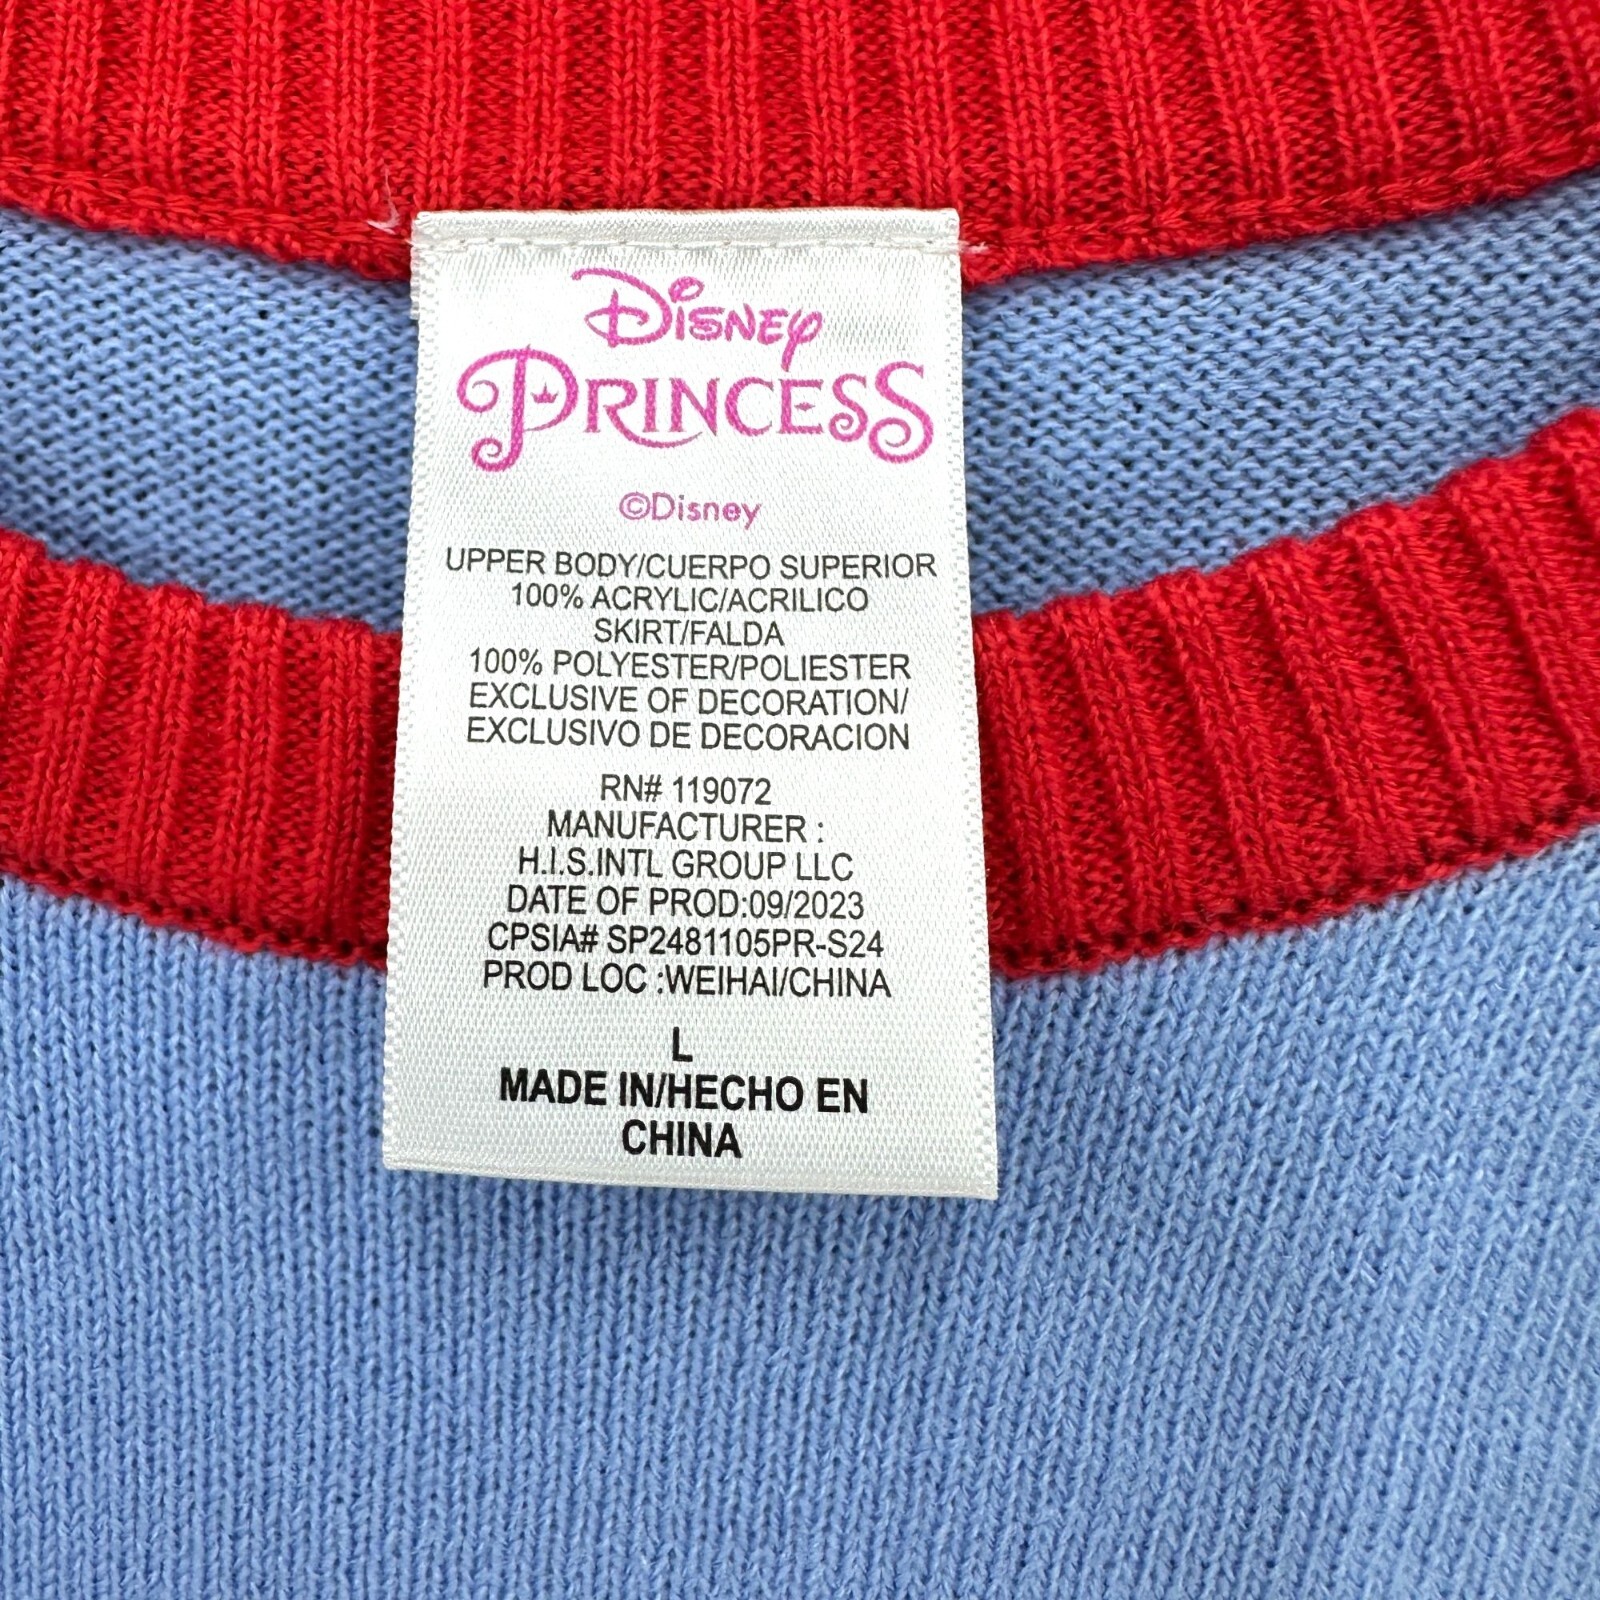 Disney
PRINCESS
©Disney
UPPER BODY/CUERPO SUPERIOR
100% ACRYLIC/ACRILICO
SKIRT/FALDA
100% POLYESTER/POLIESTER
EXCLUSIVE OF DECORATION/
EXCLUSIVO DE DECORACION
RN# 119072
MANUFACTURER :
H.I.S.INTL GROUP LLC
DATE OF PROD:09/2023
CPSIA# SP2481105PR-S24
PROD LOC :WEIHAI/CHINA
L
MADE IN/HECHO EN
CHINA